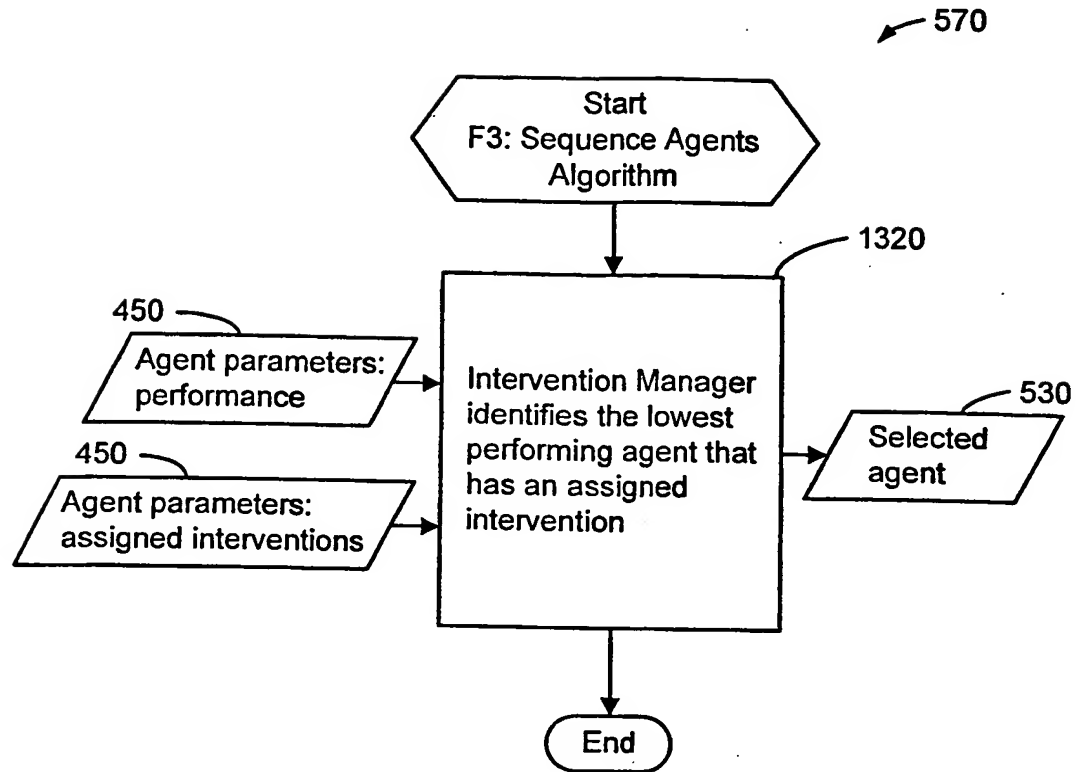 570
Start
F3: Sequence Agents
Algorithm
1320
450
Agent parameters:
performance
Intervention Manager
identifies the lowest
performing agent that
has an assigned
intervention
530
Selected
agent
450
Agent parameters:
assigned interventions
End